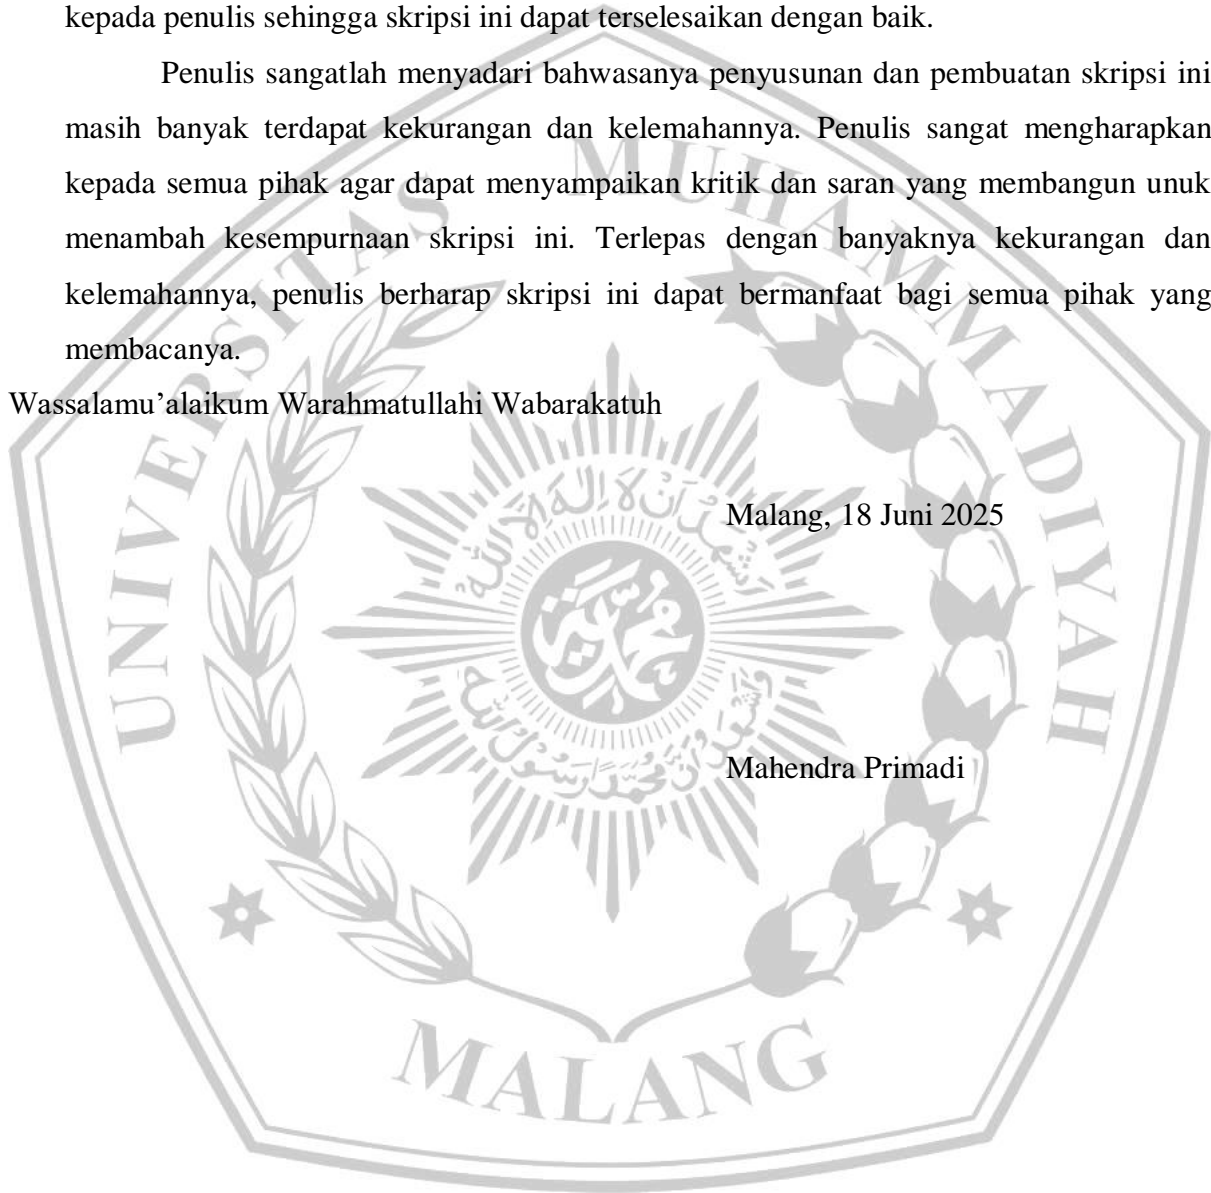 kepada penulis sehingga skripsi ini dapat terselesaikan dengan baik.
Penulis sangatlah menyadari bahwasanya penyusunan dan pembuatan skripsi ini
masih banyak terdapat kekurangan dan kelemahannya. Penulis sangat mengharapkan
kepada semua pihak agar dapat menyampaikan kritik dan saran yang membangun unuk
menambah kesempurnaan skripsi ini. Terlepas dengan banyaknya kekurangan dan
kelemahannya, penulis berharap skripsi ini dapat bermanfaat bagi semua pihak yang
membacanya.
Wassalamu’alaikum Warahmatullahi Wabarakatuh
Malang, 18 Juni 2025
Mahendra Primadi
UNIVERSITAS MUHAMMADIYAH
MALANG